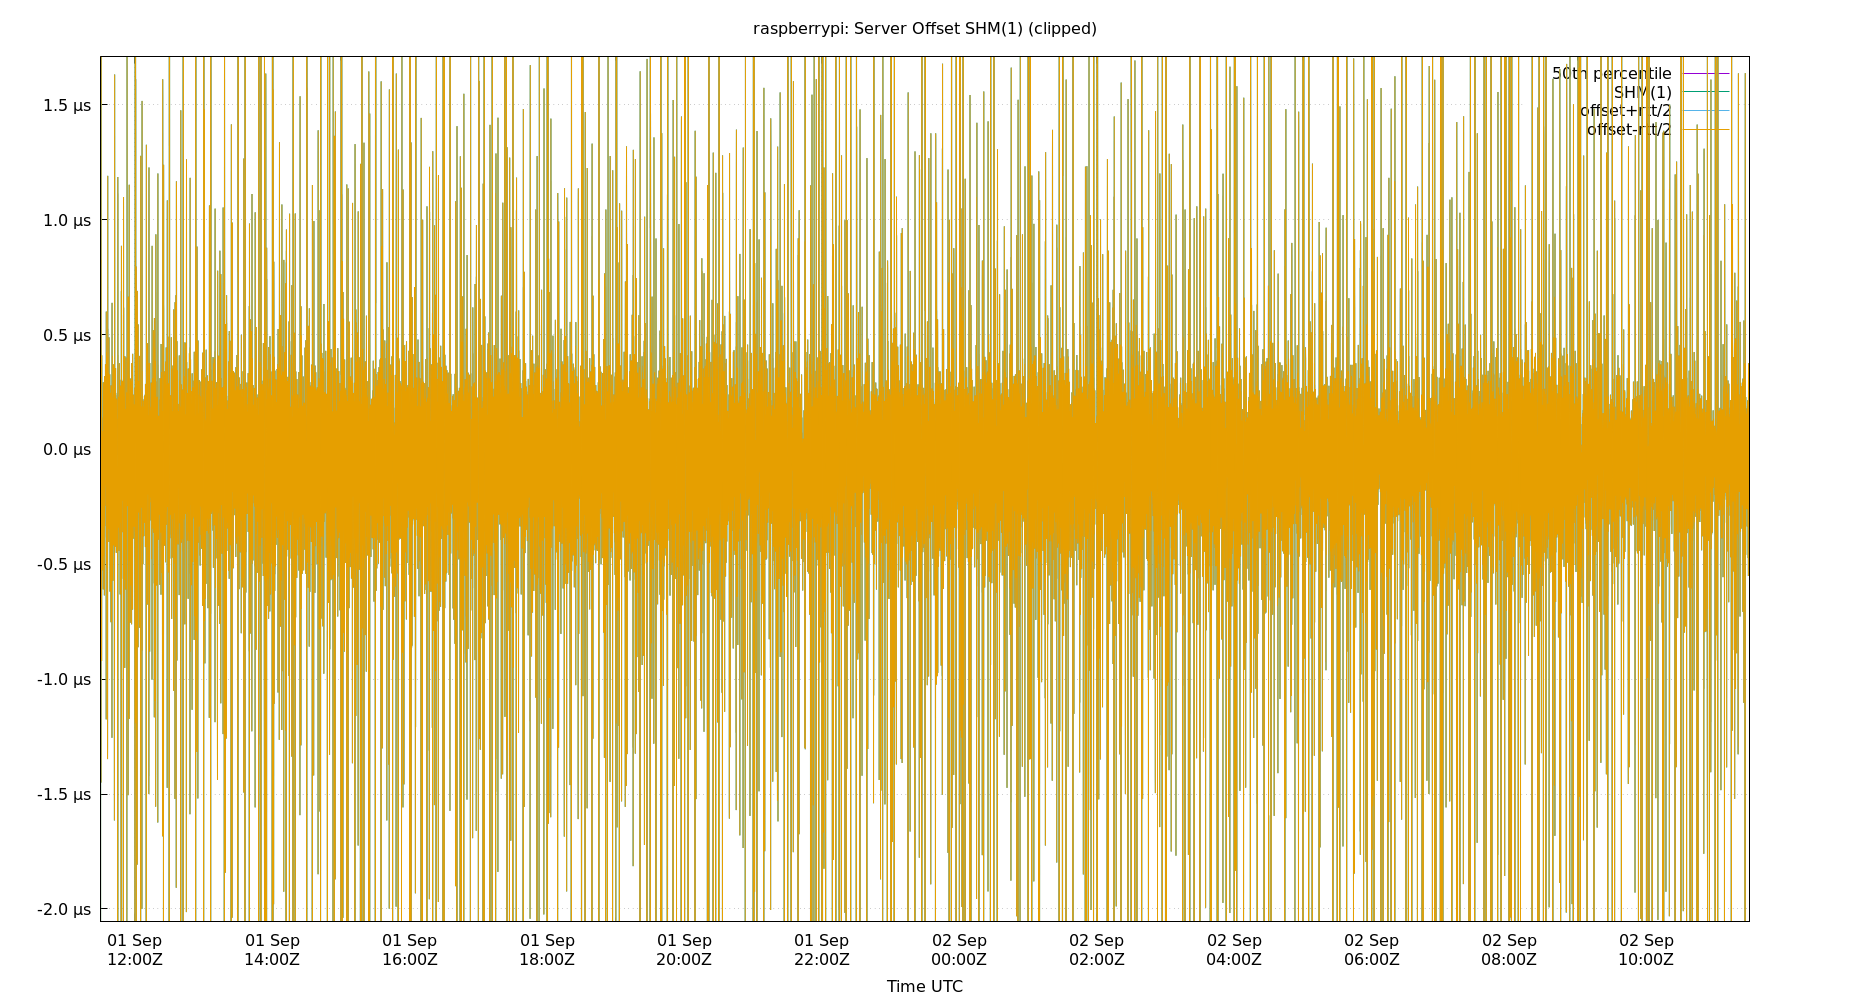 raspberrypi: Server Offset SHM(1) (clipped)
50th percentile
SHM(1)
offset+rtt/2
offset-rtt/2
1.5 µs
1.0 µs
0.5 µs
0.0 µs
-0.5 µs
-1.0 µs
-1.5 µs
-2.0 µs
01 Sep 01 Sep 01 Sep 01 Sep 01 Sep 01 Sep 02 Sep 02 Sep 02 Sep 02 Sep 02 Sep 02 Sep
12:00Z 14:00Z 16:00Z 18:00Z 20:00Z 22:00Z 00:00Z 02:00Z 04:00Z 06:00Z 08:00Z 10:00Z
Time UTC